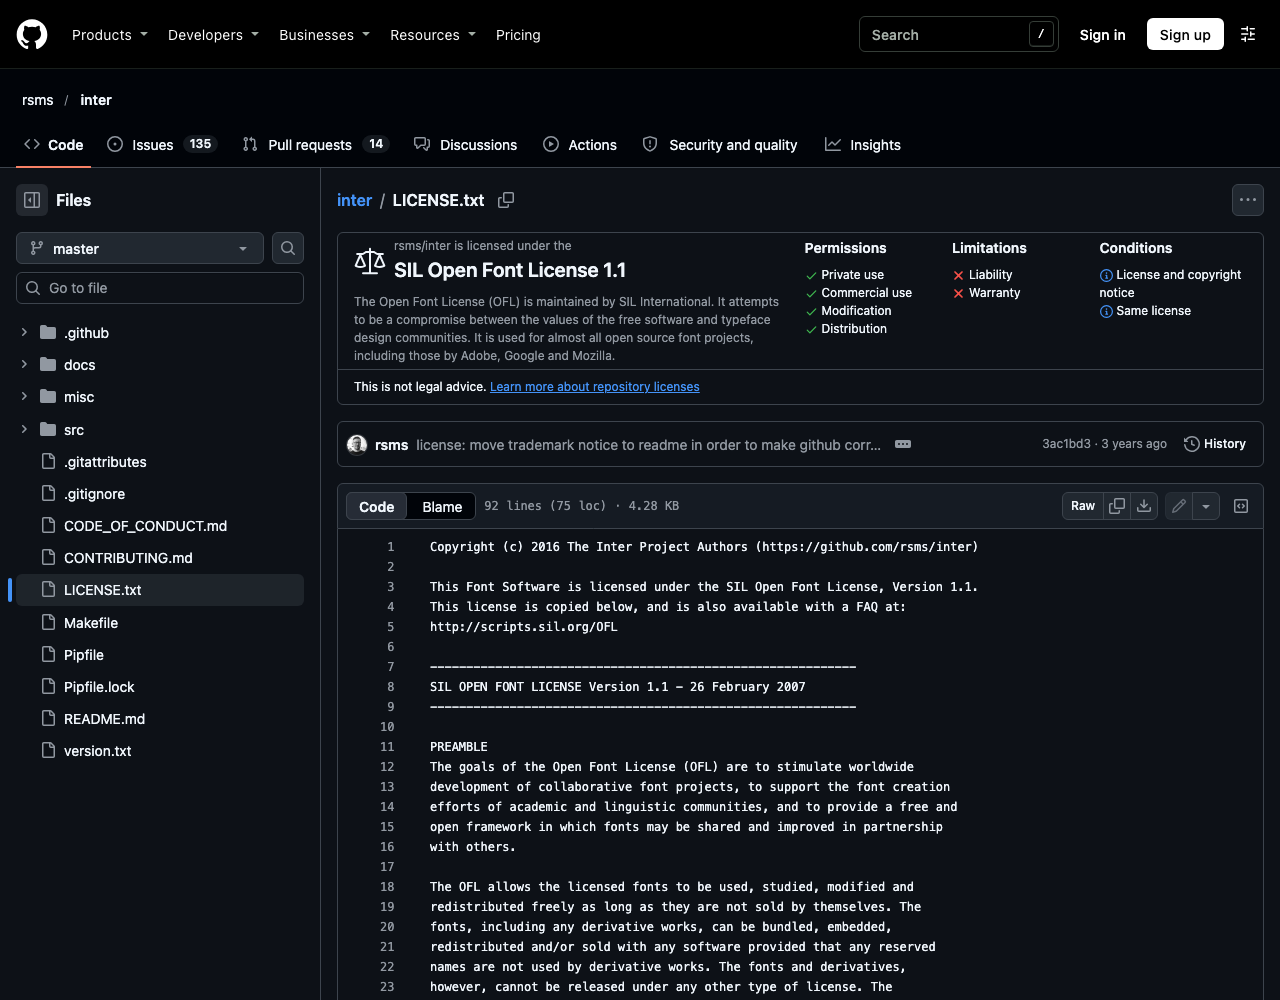 Products Developers Businesses Resources Pricing Search / Sign in Sign up
rsms / inter
Code Issues 135 Pull requests 14 Discussions Actions Security and quality Insights
Files
master
Go to file
.github
docs
misc
src
.gitattributes
.gitignore
CODE_OF_CONDUCT.md
CONTRIBUTING.md
LICENSE.txt
Makefile
Pipfile
Pipfile.lock
README.md
version.txt
inter / LICENSE.txt
rsms/inter is licensed under the
SIL Open Font License 1.1
The Open Font License (OFL) is maintained by SIL International. It attempts
to be a compromise between the values of the free software and typeface
design communities. It is used for almost all open source font projects,
including those by Adobe, Google and Mozilla.
Permissions
Private use
Commercial use
Modification
Distribution
Limitations
Liability
Warranty
Conditions
License and copyright
notice
Same license
This is not legal advice. Learn more about repository licenses
rsms license: move trademark notice to readme in order to make github corr... 3ac1bd3 · 3 years ago History
Code Blame 92 lines (75 loc) · 4.28 KB Raw
1 Copyright (c) 2016 The Inter Project Authors (https://github.com/rsms/inter)
2
3 This Font Software is licensed under the SIL Open Font License, Version 1.1.
4 This license is copied below, and is also available with a FAQ at:
5 http://scripts.sil.org/OFL
6
7 -----------------------------------------------------------
8 SIL OPEN FONT LICENSE Version 1.1 - 26 February 2007
9 -----------------------------------------------------------
10
11 PREAMBLE
12 The goals of the Open Font License (OFL) are to stimulate worldwide
13 development of collaborative font projects, to support the font creation
14 efforts of academic and linguistic communities, and to provide a free and
15 open framework in which fonts may be shared and improved in partnership
16 with others.
17
18 The OFL allows the licensed fonts to be used, studied, modified and
19 redistributed freely as long as they are not sold by themselves. The
20 fonts, including any derivative works, can be bundled, embedded,
21 redistributed and/or sold with any software provided that any reserved
22 names are not used by derivative works. The fonts and derivatives,
23 however, cannot be released under any other type of license. The